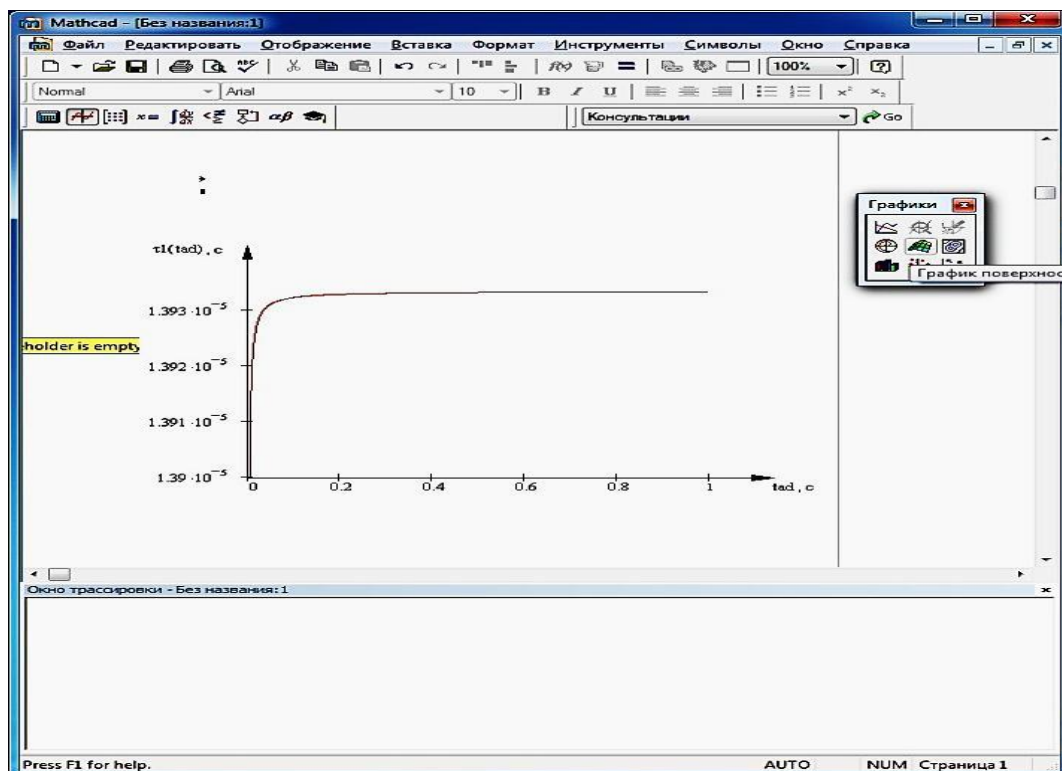 Mathcad - [Без названия:1]
Файл Редактировать Отображение Вставка Формат Инструменты Символы Окно Справка
100%
Normal Arial 10 B I U
Консультации Go
Графики
График поверхнос
τ1(tad), с
1.393·10⁻⁵
holder is empty
1.392·10⁻⁵
1.391·10⁻⁵
1.39·10⁻⁵
0 0.2 0.4 0.6 0.8 1 tad, с
Окно трассировки - Без названия:1
Press F1 for help. AUTO NUM Страница 1